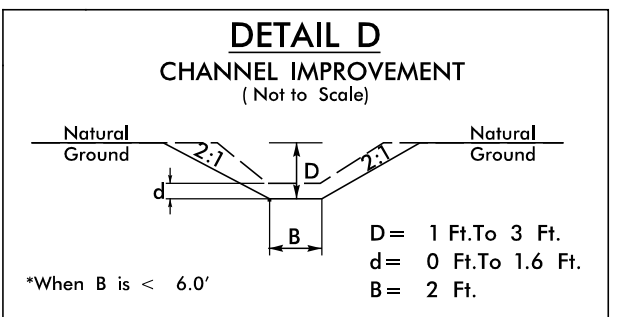 DETAIL D
CHANNEL IMPROVEMENT
( Not to Scale)
Natural Natural
Ground Ground
2:1 2:1
D
d
B
D= 1 Ft.To 3 Ft.
d= 0 Ft.To 1.6 Ft.
*When B is < 6.0'
B= 2 Ft.